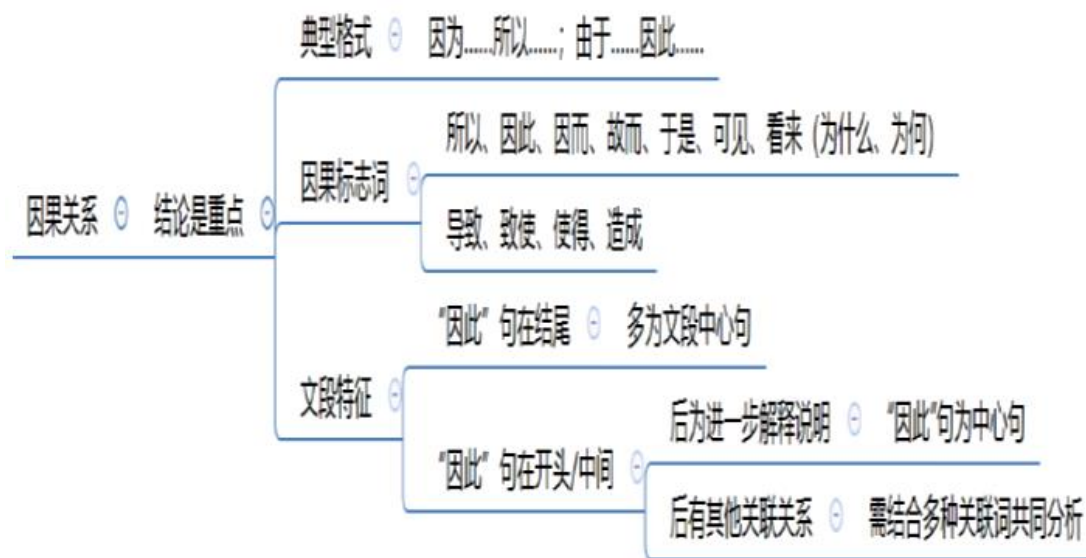 典型格式 因为……所以……；由于……因此……
所以、因此、因而、故而、于是、可见、看来（为什么、为何）
因果标志词
导致、致使、使得、造成
因果关系 结论是重点
“因此”句在结尾 多为文段中心句
文段特征
后为进一步解释说明 “因此”句为中心句
“因此”句在开头/中间
后有其他关联关系 需结合多种关联词共同分析